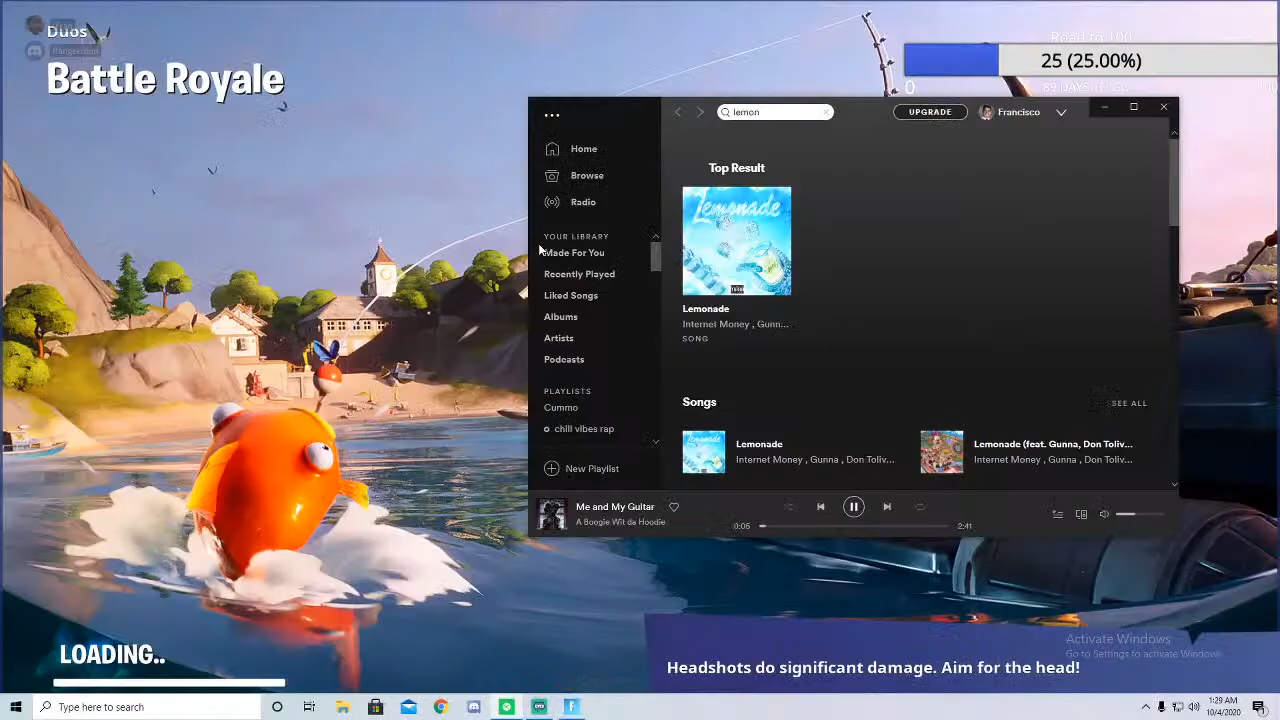 Duos
Battle Royale
Road to 100
25 (25.00%)
0
lemon
UPGRADE
Francisco
Home
Browse
Radio
YOUR LIBRARY
Made For You
Recently Played
Liked Songs
Albums
Artists
Podcasts
PLAYLISTS
Cummo
chill vibes rap
New Playlist
Top Result
Lemonade
Lemonade
Internet Money , Gunn...
SONG
Songs
SEE ALL
Lemonade
Internet Money , Gunna , Don Toliv...
Lemonade (feat. Gunna, Don Toliv...
Internet Money , Gunna , Don Toliv...
Me and My Guitar
A Boogie Wit da Hoodie
0:06
2:41
LOADING..
Activate Windows
Go to Settings to activate Windows.
Headshots do significant damage. Aim for the head!
Type here to search
1:29 AM
10/4/2020